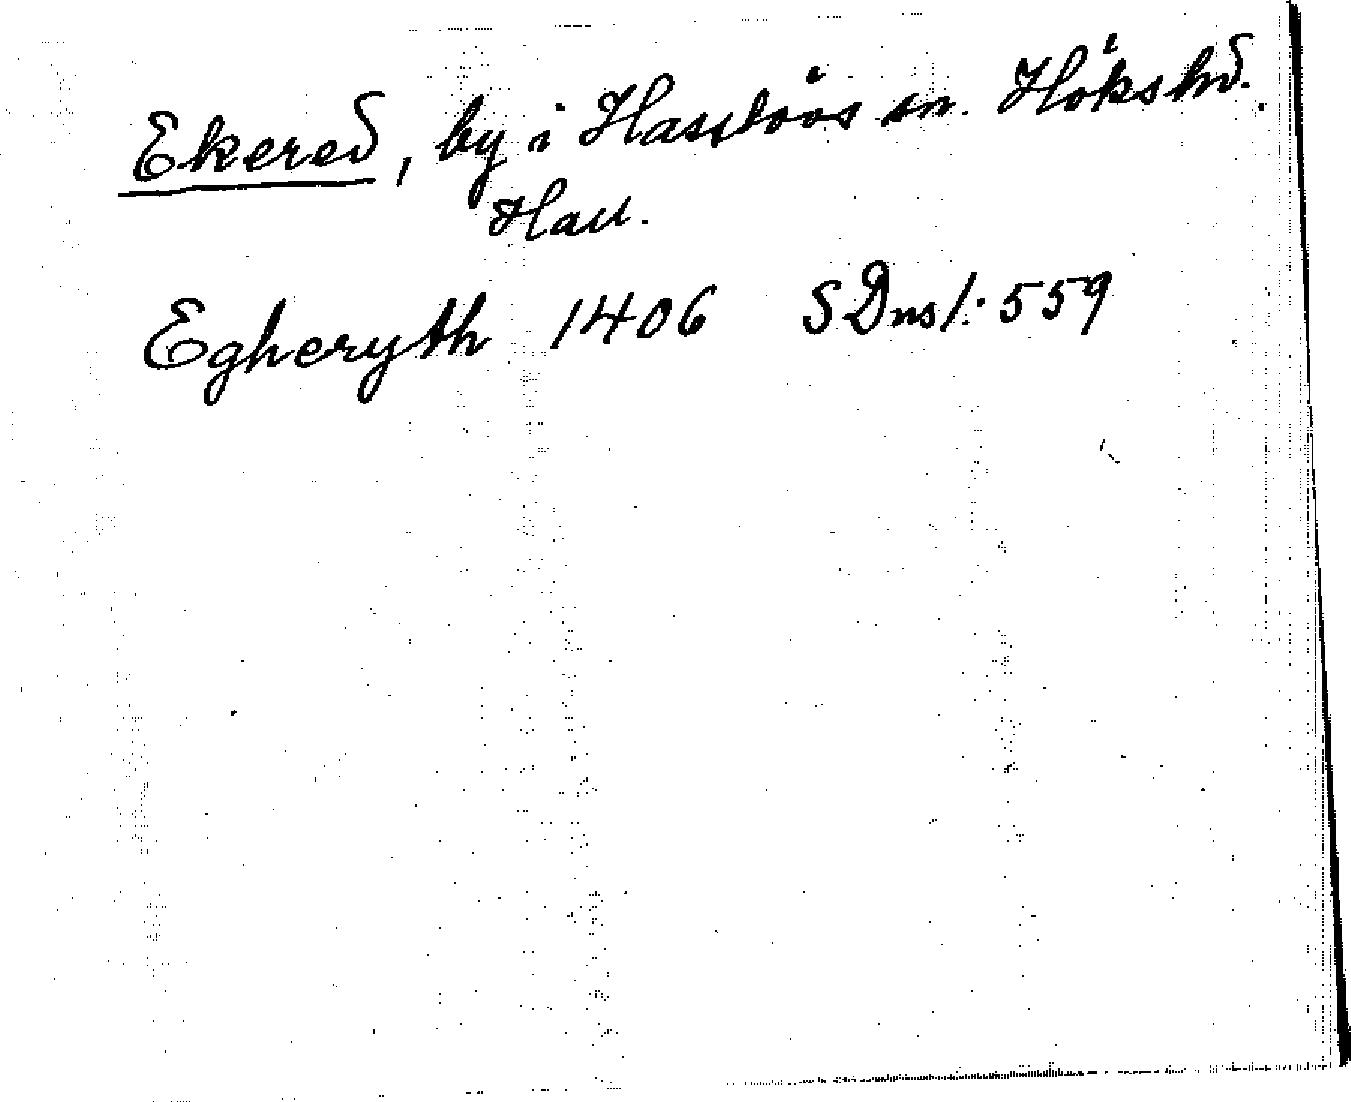 Ekered, by i Hasslövs sn. Höks hd.
Hall.
Egheryth 1406 SDns 1:559